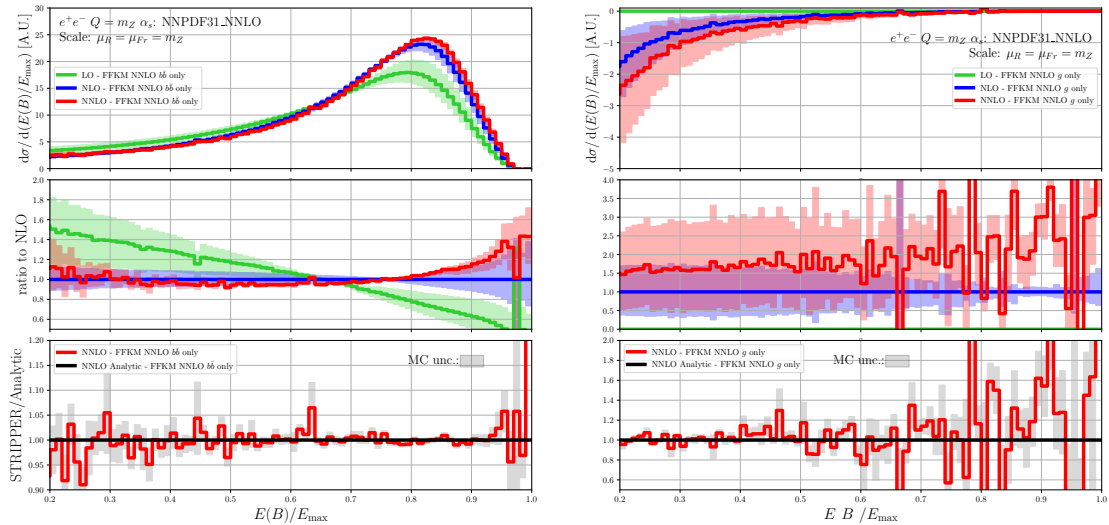 e⁺e⁻ Q = m_Z α_s: NNPDF31_NNLO
Scale: μ_R = μ_Fr = m_Z
LO - FFKM NNLO bb̄ only
NLO - FFKM NNLO bb̄ only
NNLO - FFKM NNLO bb̄ only
dσ/d(E(B)/E_max) [A.U.]
30
25
20
15
10
5
0
ratio to NLO
2.0
1.8
1.6
1.4
1.2
1.0
0.8
0.6
STRIPPER/Analytic
NNLO - FFKM NNLO bb̄ only
NNLO Analytic - FFKM NNLO bb̄ only
MC unc.:
1.20
1.15
1.10
1.05
1.00
0.95
0.90
0.2 0.3 0.4 0.5 0.6 0.7 0.8 0.9 1.0
E(B)/E_max
dσ/d(E(B)/E_max) [A.U.]
0
−1
−2
−3
−4
−5
e⁺e⁻ Q = m_Z α_s: NNPDF31_NNLO
Scale: μ_R = μ_Fr = m_Z
LO - FFKM NNLO g only
NLO - FFKM NNLO g only
NNLO - FFKM NNLO g only
4.0
3.5
3.0
2.5
2.0
1.5
1.0
0.5
0.0
NNLO - FFKM NNLO g only
NNLO Analytic - FFKM NNLO g only
MC unc.:
2.0
1.8
1.6
1.4
1.2
1.0
0.8
0.6
0.2 0.3 0.4 0.5 0.6 0.7 0.8 0.9 1.0
E B /E_max